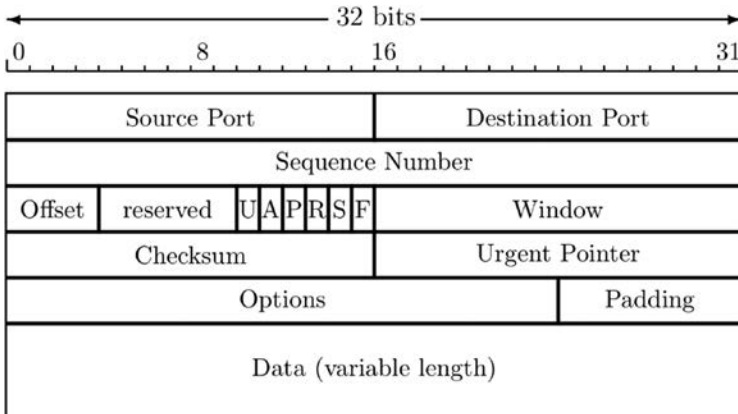 32 bits
0 8 16 31
Source Port Destination Port
Sequence Number
Offset reserved U A P R S F Window
Checksum Urgent Pointer
Options Padding
Data (variable length)